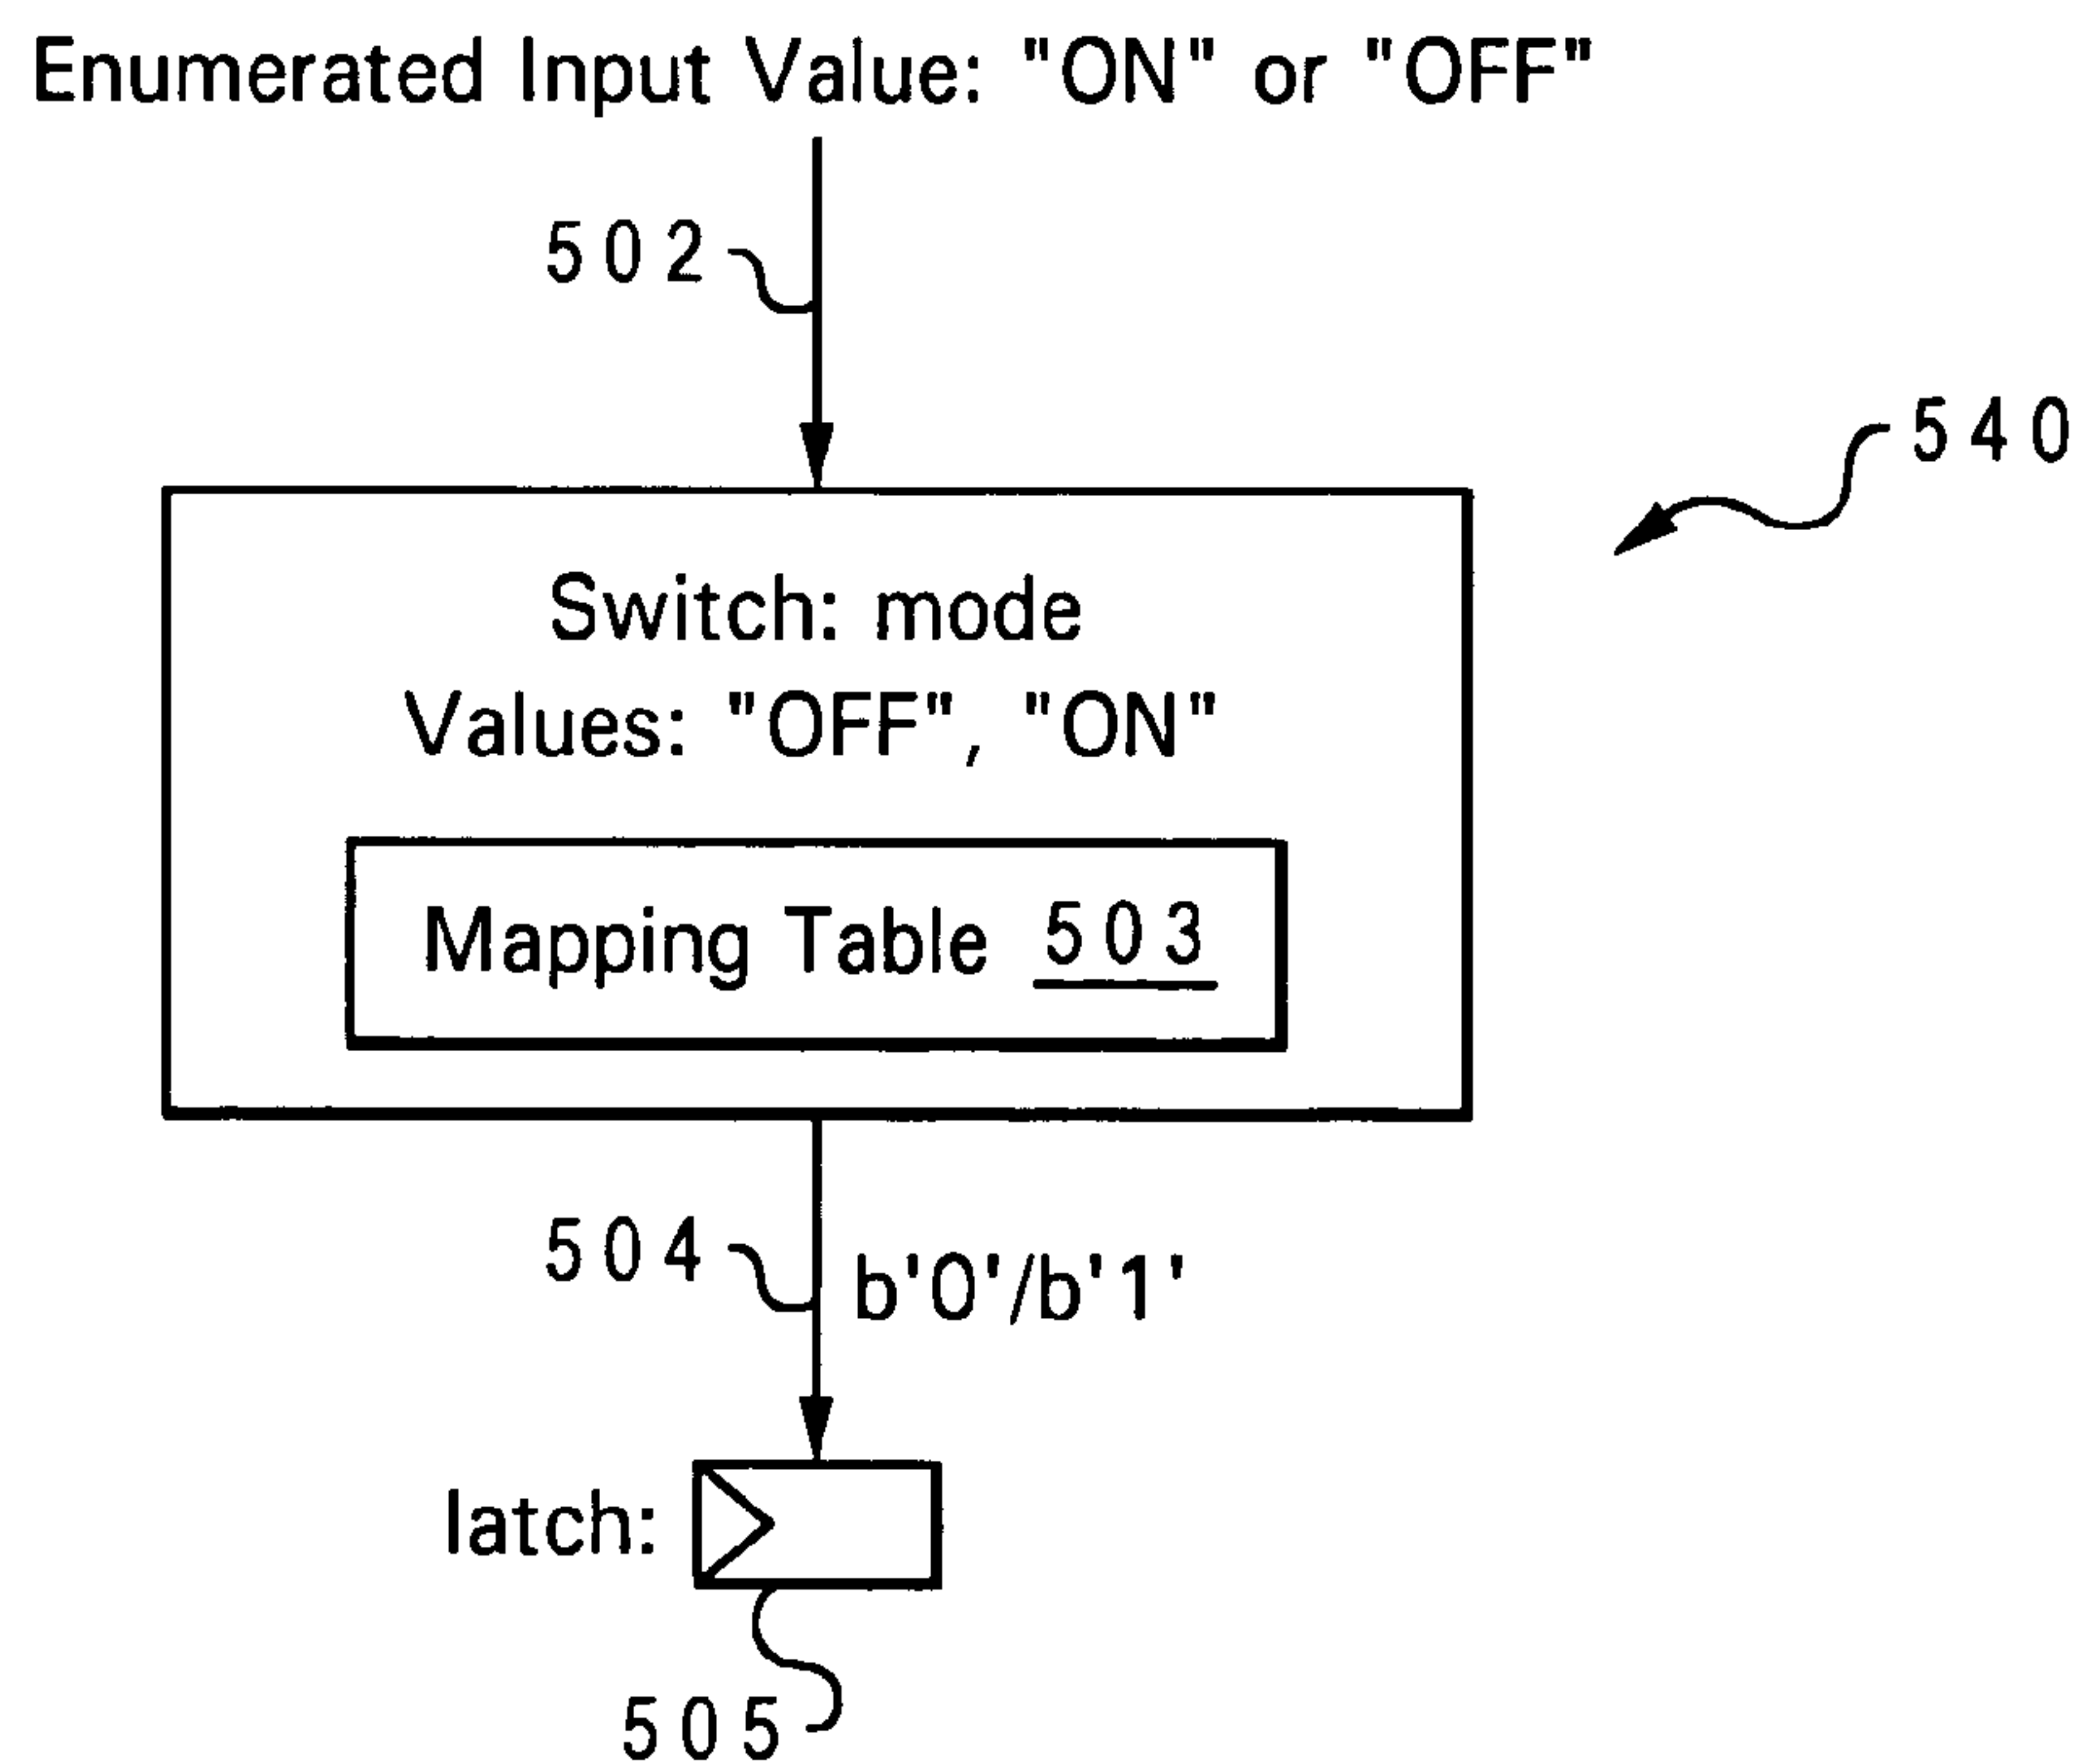 Enumerated Input Value: "ON" or "OFF"
502
540
Switch: mode
Values: "OFF", "ON"
Mapping Table 503
504
b'0'/b'1'
latch:
505